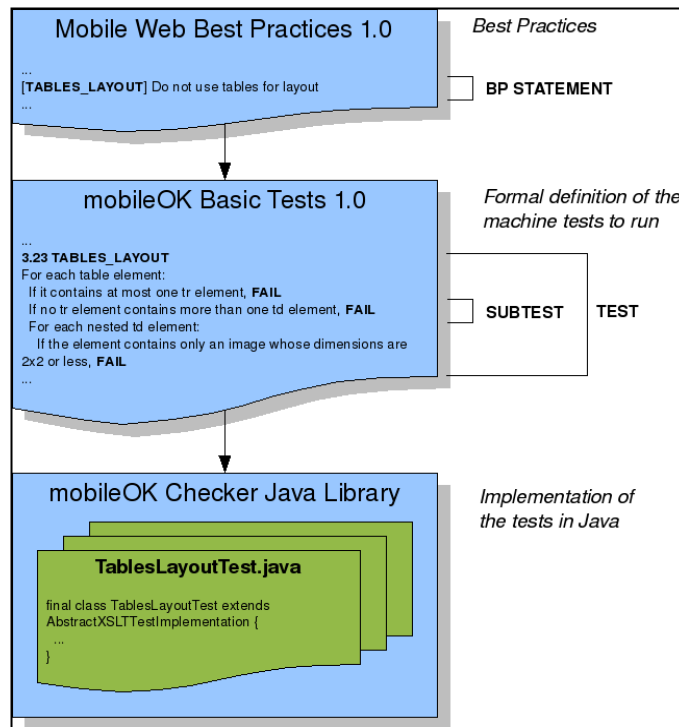 Mobile Web Best Practices 1.0
Best Practices
...
[TABLES_LAYOUT] Do not use tables for layout
...
BP STATEMENT
mobileOK Basic Tests 1.0
Formal definition of the
machine tests to run
...
3.23 TABLES_LAYOUT
For each table element:
If it contains at most one tr element, FAIL
If no tr element contains more than one td element, FAIL
For each nested td element:
If the element contains only an image whose dimensions are
2x2 or less, FAIL
...
SUBTEST
TEST
mobileOK Checker Java Library
Implementation of
the tests in Java
TablesLayoutTest.java
final class TablesLayoutTest extends
AbstractXSLTTestImplementation {
...
}